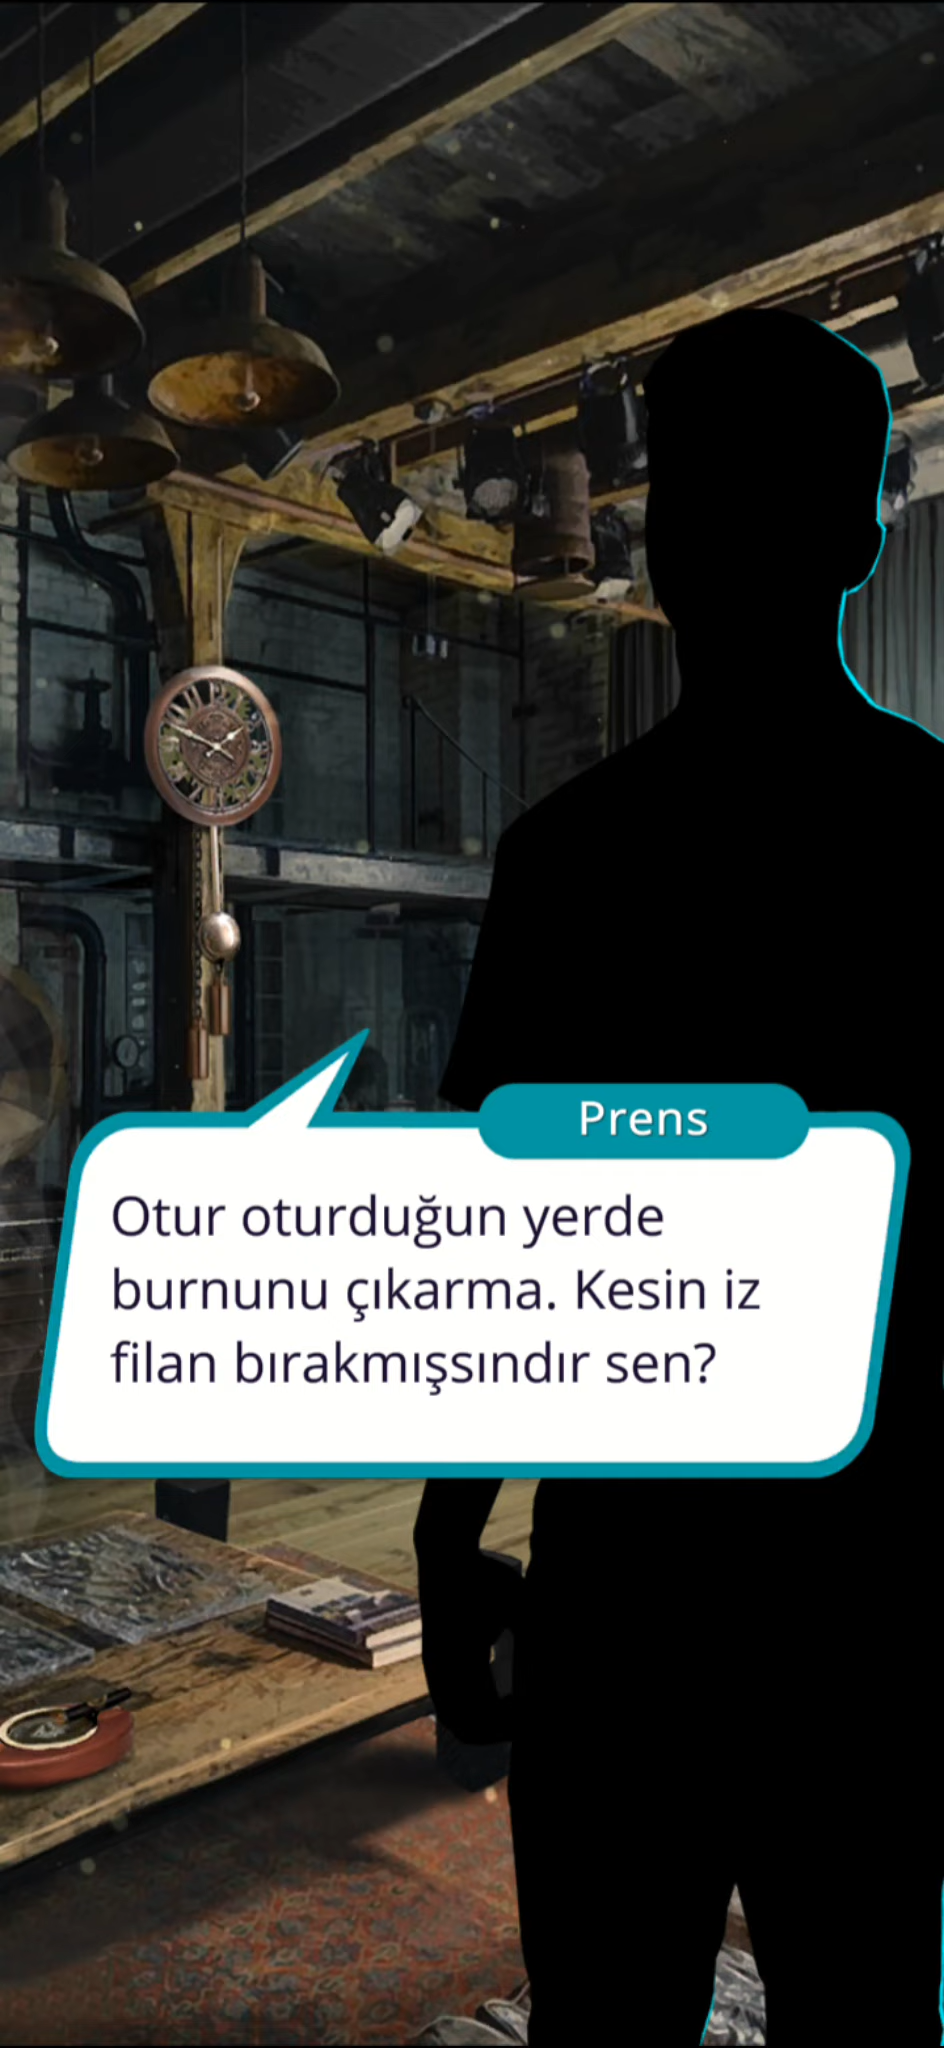 Prens
Otur oturduğun yerde
burnunu çıkarma. Kesin iz
filan bırakmışsındır sen?